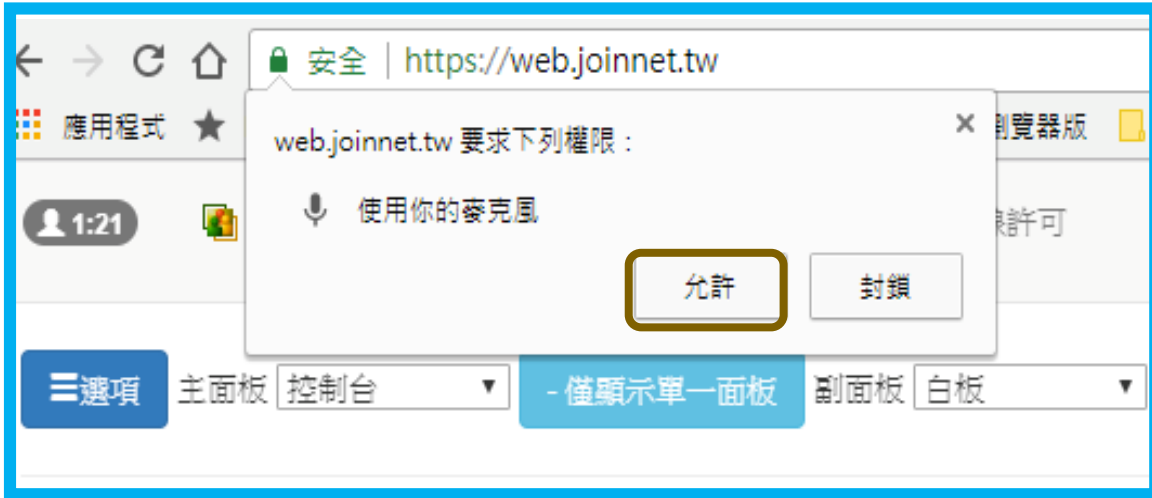 安全 | https://web.joinnet.tw
應用程式
瀏覽器版
web.joinnet.tw 要求下列權限：
×
使用你的麥克風
1:21
許可
允許
封鎖
選項 主面板 控制台 - 僅顯示單一面板 副面板 白板